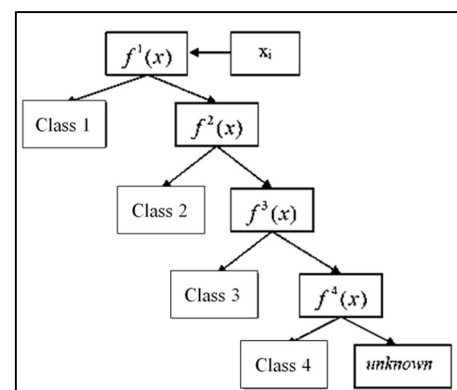 f¹(x)
xᵢ
Class 1
f²(x)
Class 2
f³(x)
Class 3
f⁴(x)
Class 4
unknown